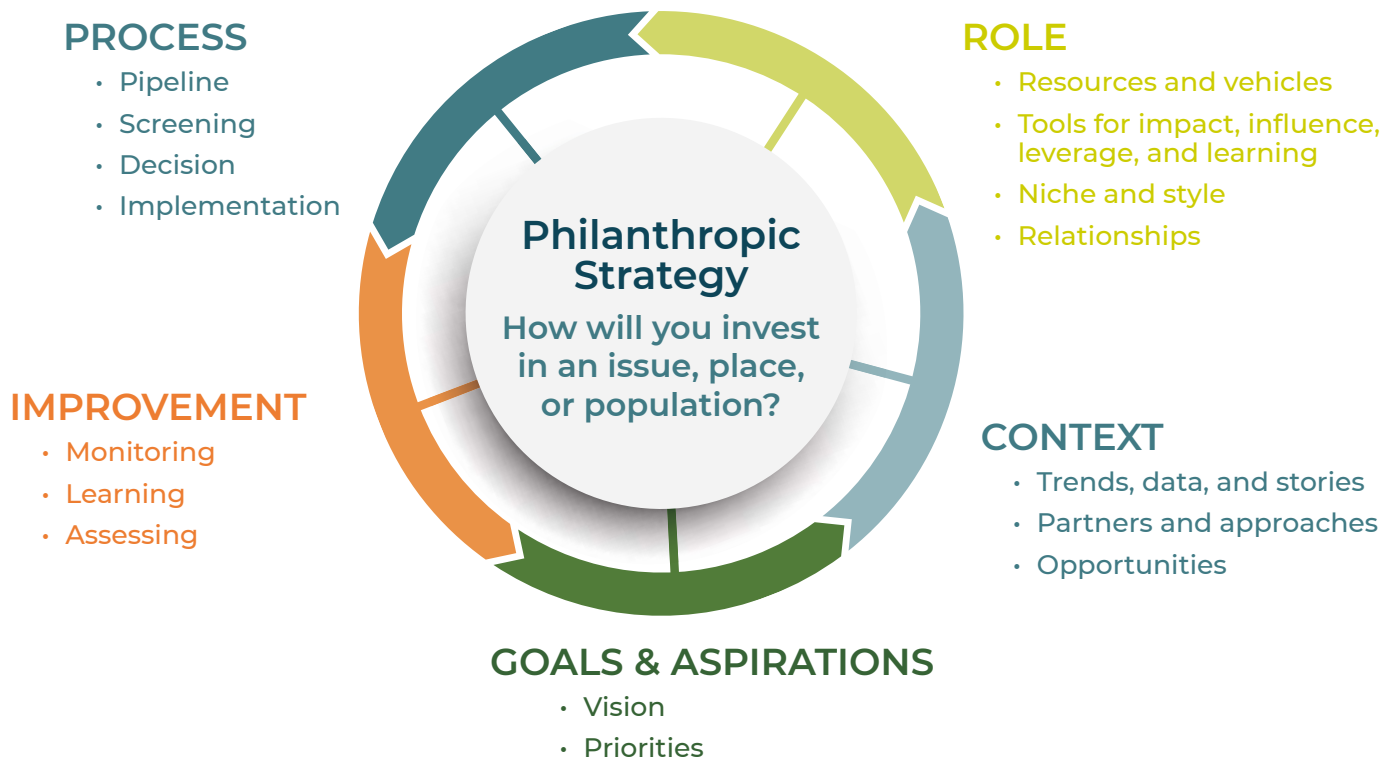 PROCESS
• Pipeline
• Screening
• Decision
• Implementation
ROLE
• Resources and vehicles
• Tools for impact, influence,
leverage, and learning
• Niche and style
• Relationships
Philanthropic
Strategy
How will you invest
in an issue, place,
or population?
IMPROVEMENT
• Monitoring
• Learning
• Assessing
CONTEXT
• Trends, data, and stories
• Partners and approaches
• Opportunities
GOALS & ASPIRATIONS
• Vision
• Priorities